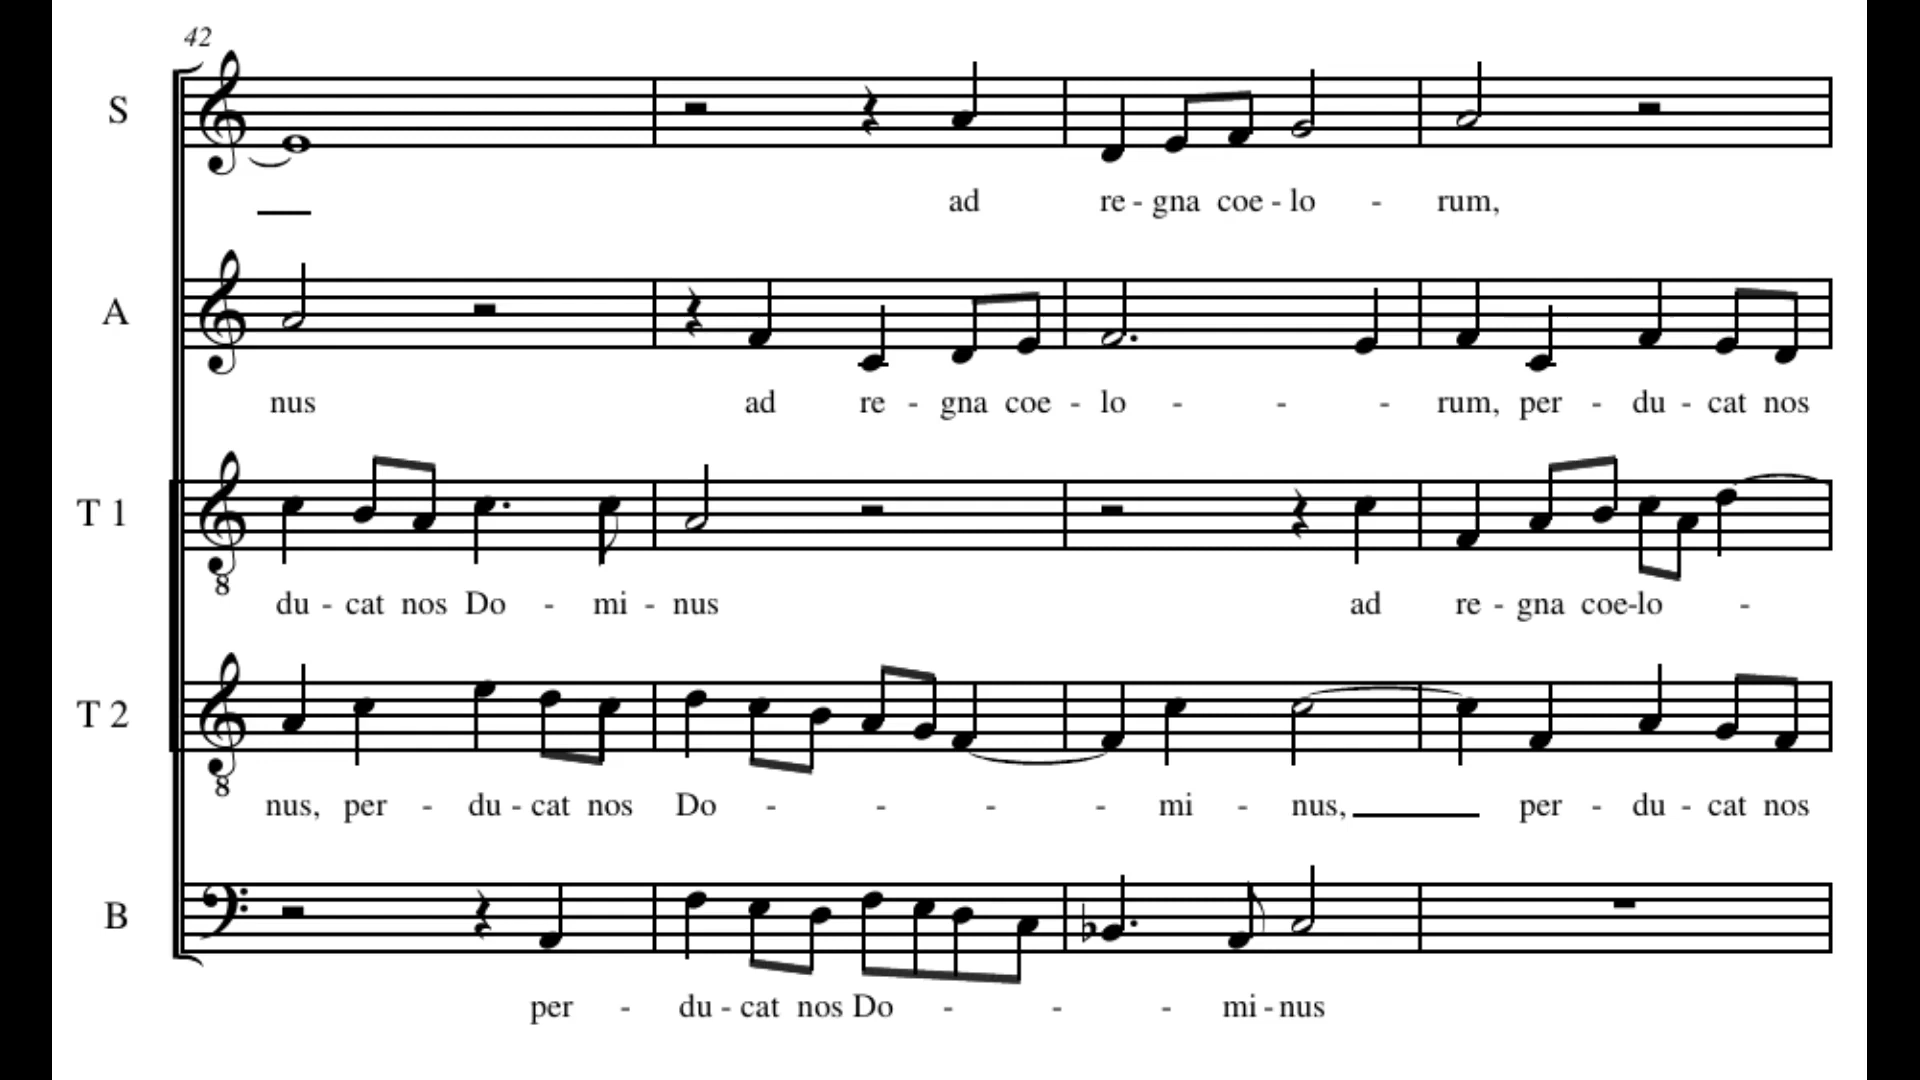 42
S
ad re - gna coe - lo - rum,
A
nus ad re - gna coe - lo - - - rum, per - du - cat nos
T 1
8
du - cat nos Do - mi - nus ad re - gna coe-lo -
T 2
8
nus, per - du - cat nos Do - - - - mi - nus, per - du - cat nos
B
per - du - cat nos Do - - - mi - nus